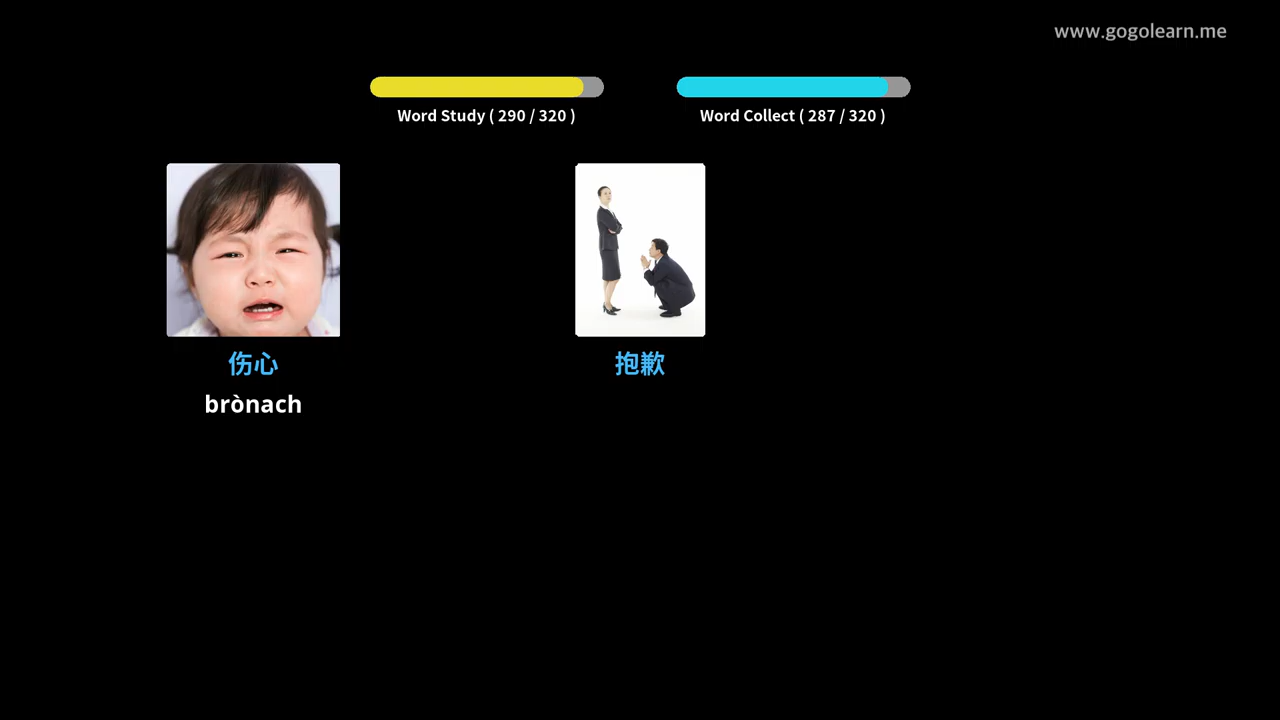 www.gogolearn.me
Word Study ( 290 / 320 )
Word Collect ( 287 / 320 )
伤心
抱歉
brònach